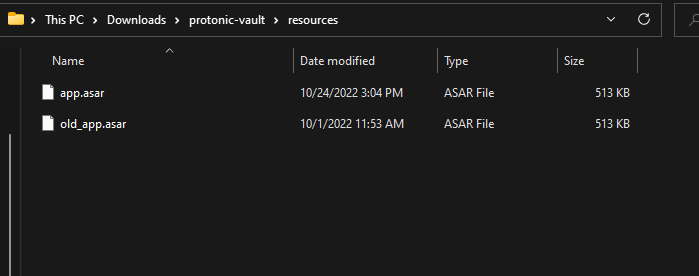 This PC > Downloads > protonic-vault > resources
Name Date modified Type Size
app.asar 10/24/2022 3:04 PM ASAR File 513 KB
old_app.asar 10/1/2022 11:53 AM ASAR File 513 KB